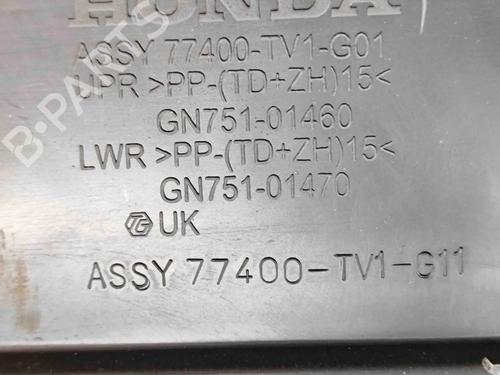 HONDA
ASSY 77400-TV1-G01
UPR >PP-(TD+ZH)15<
GN751-01460
LWR >PP-(TD+ZH)15<
GN751-01470
TG UK
ASSY 77400-TV1-G11
B-PARTS